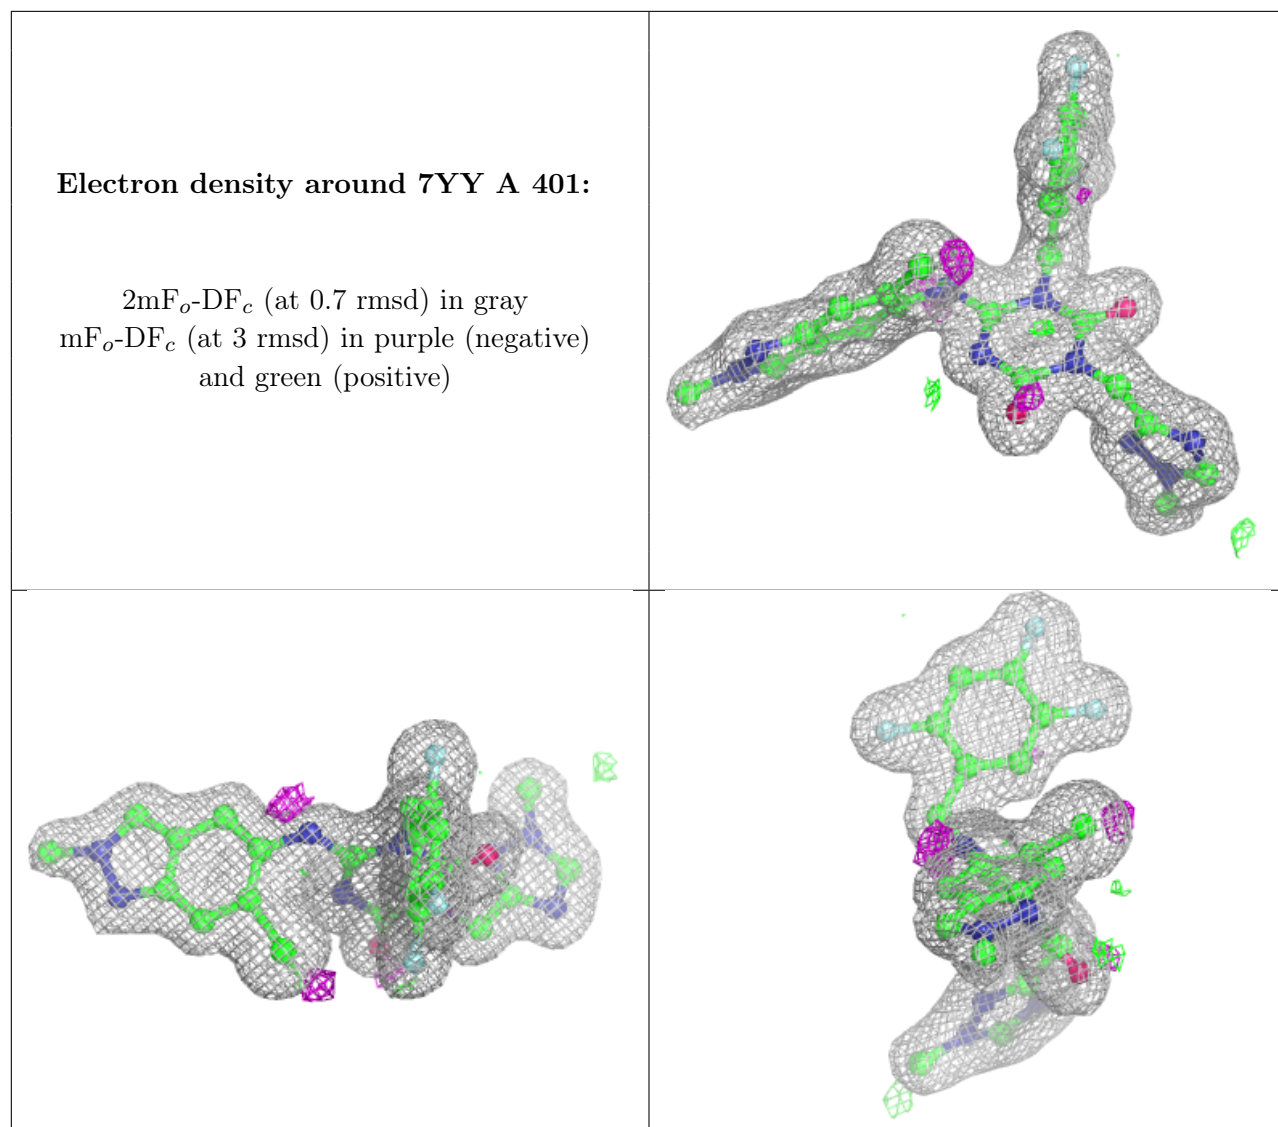 Electron density around 7YY A 401:
2mFo-DFc (at 0.7 rmsd) in gray
mFo-DFc (at 3 rmsd) in purple (negative)
and green (positive)